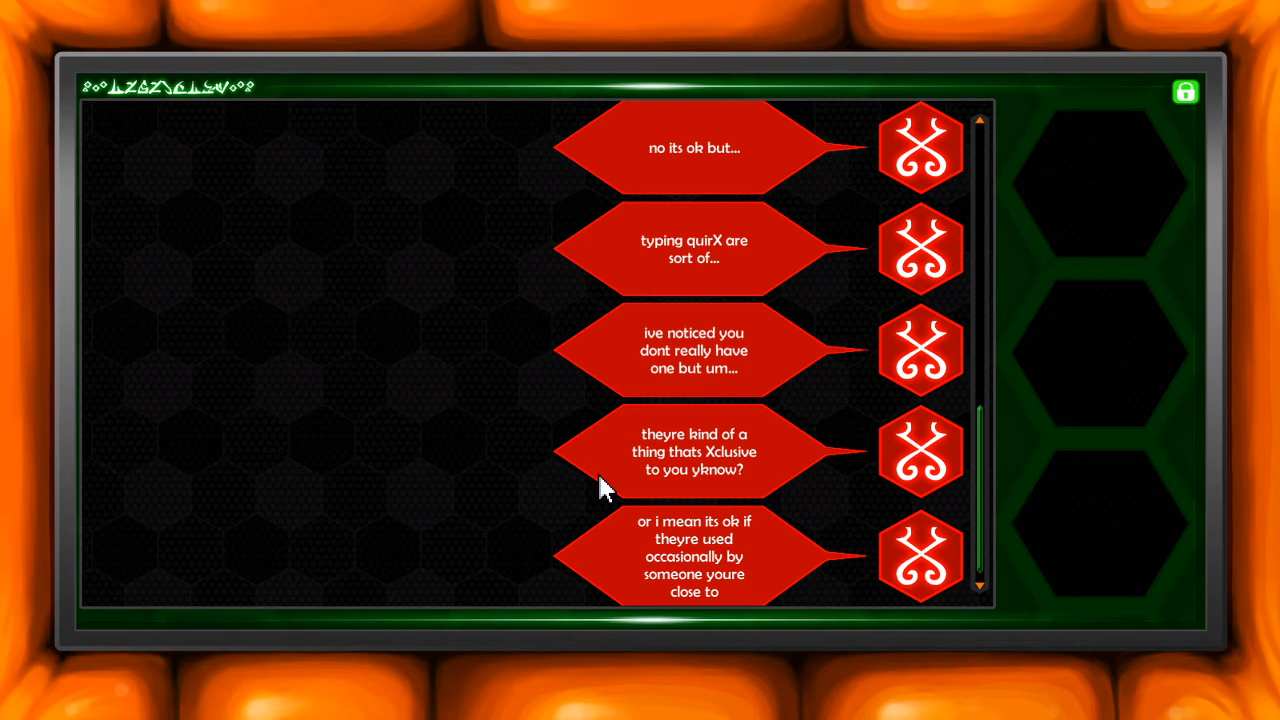 no its ok but...
typing quirX are
sort of...
ive noticed you
dont really have
one but um...
theyre kind of a
thing thats Xclusive
to you yknow?
or i mean its ok if
theyre used
occasionally by
someone youre
close to